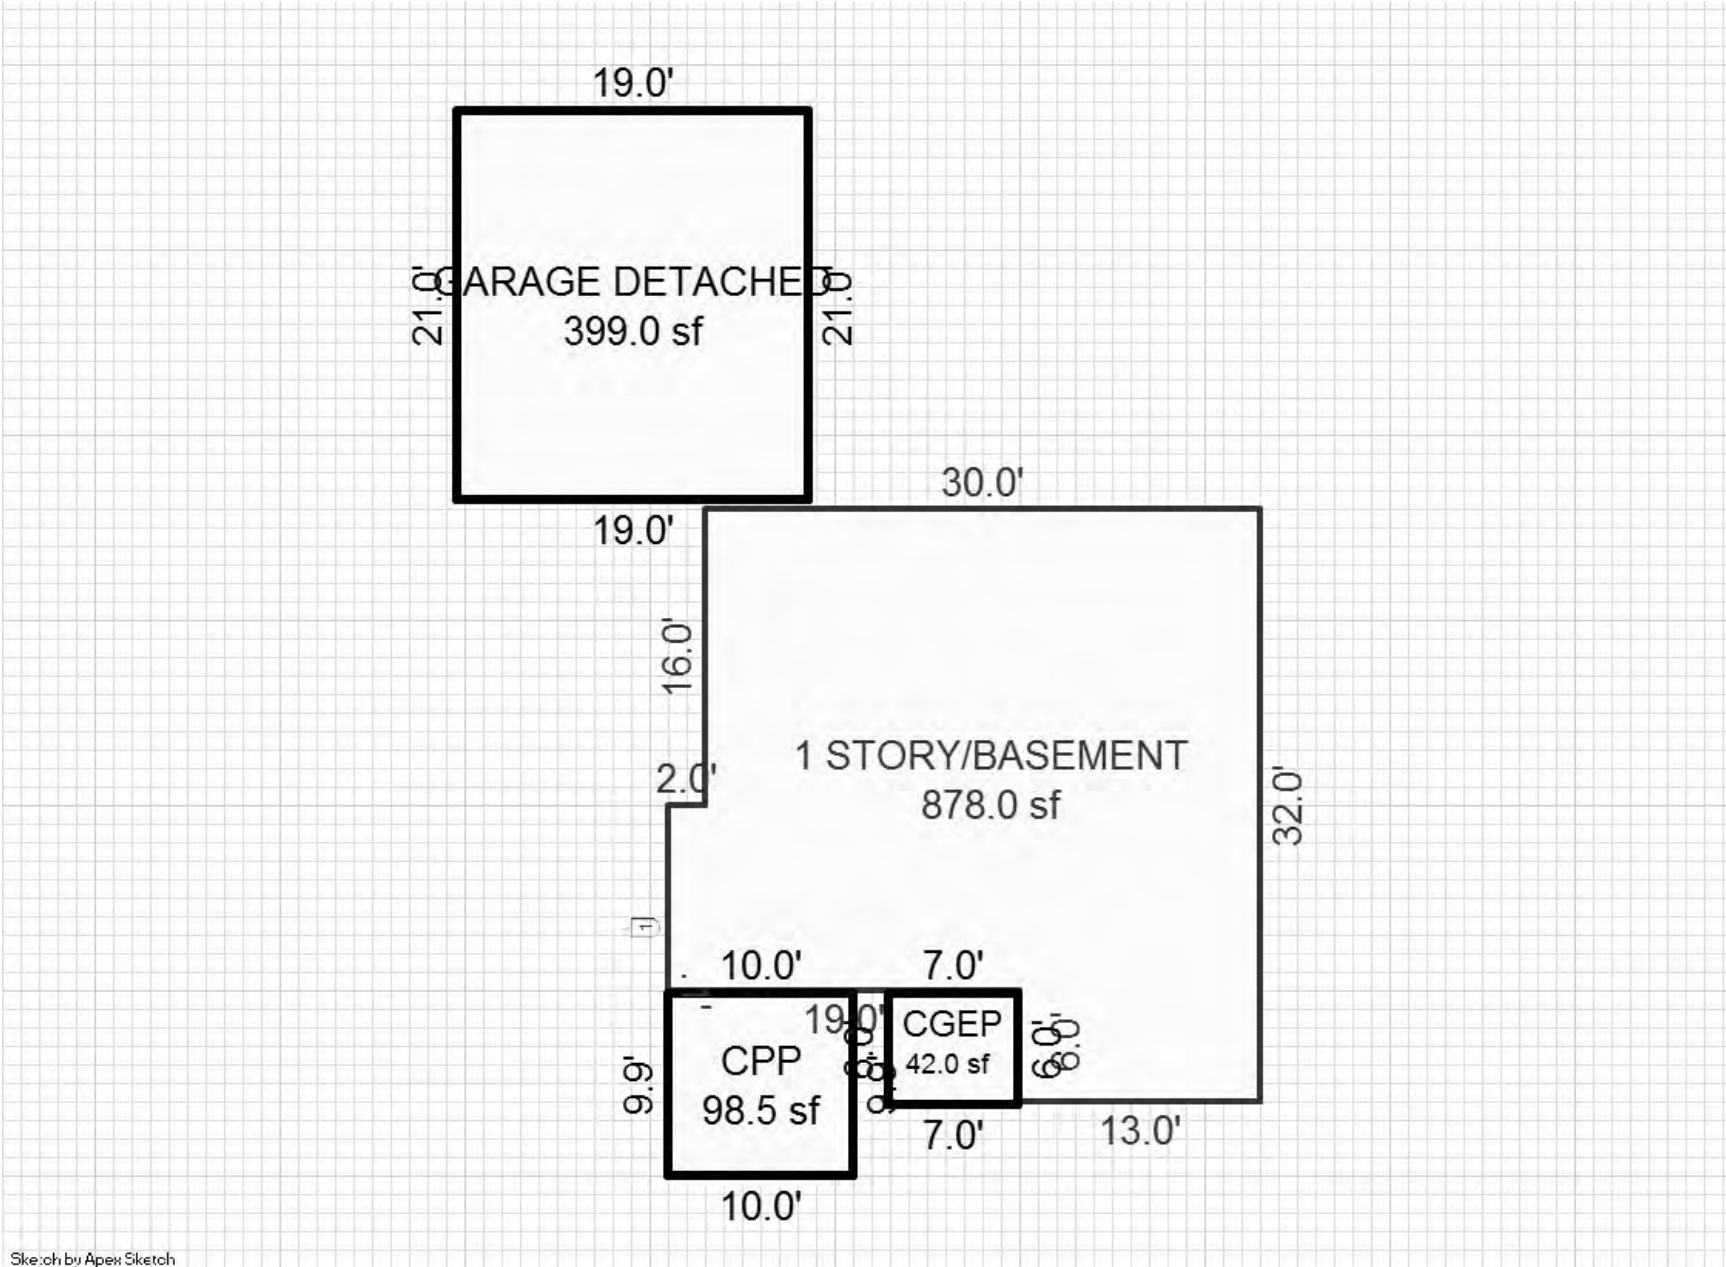 19.0'
21.0'
GARAGE DETACHED
21.0'
399.0 sf
19.0'
30.0'
16.0'
1 STORY/BASEMENT
2.0'
878.0 sf
32.0'
1
10.0'
7.0'
19.0'
CGEP
42.0 sf
6.0'
6.0'
6.0'
CPP
9.9'
98.5 sf
13.0'
7.0'
10.0'
Sketch by Apex Sketch